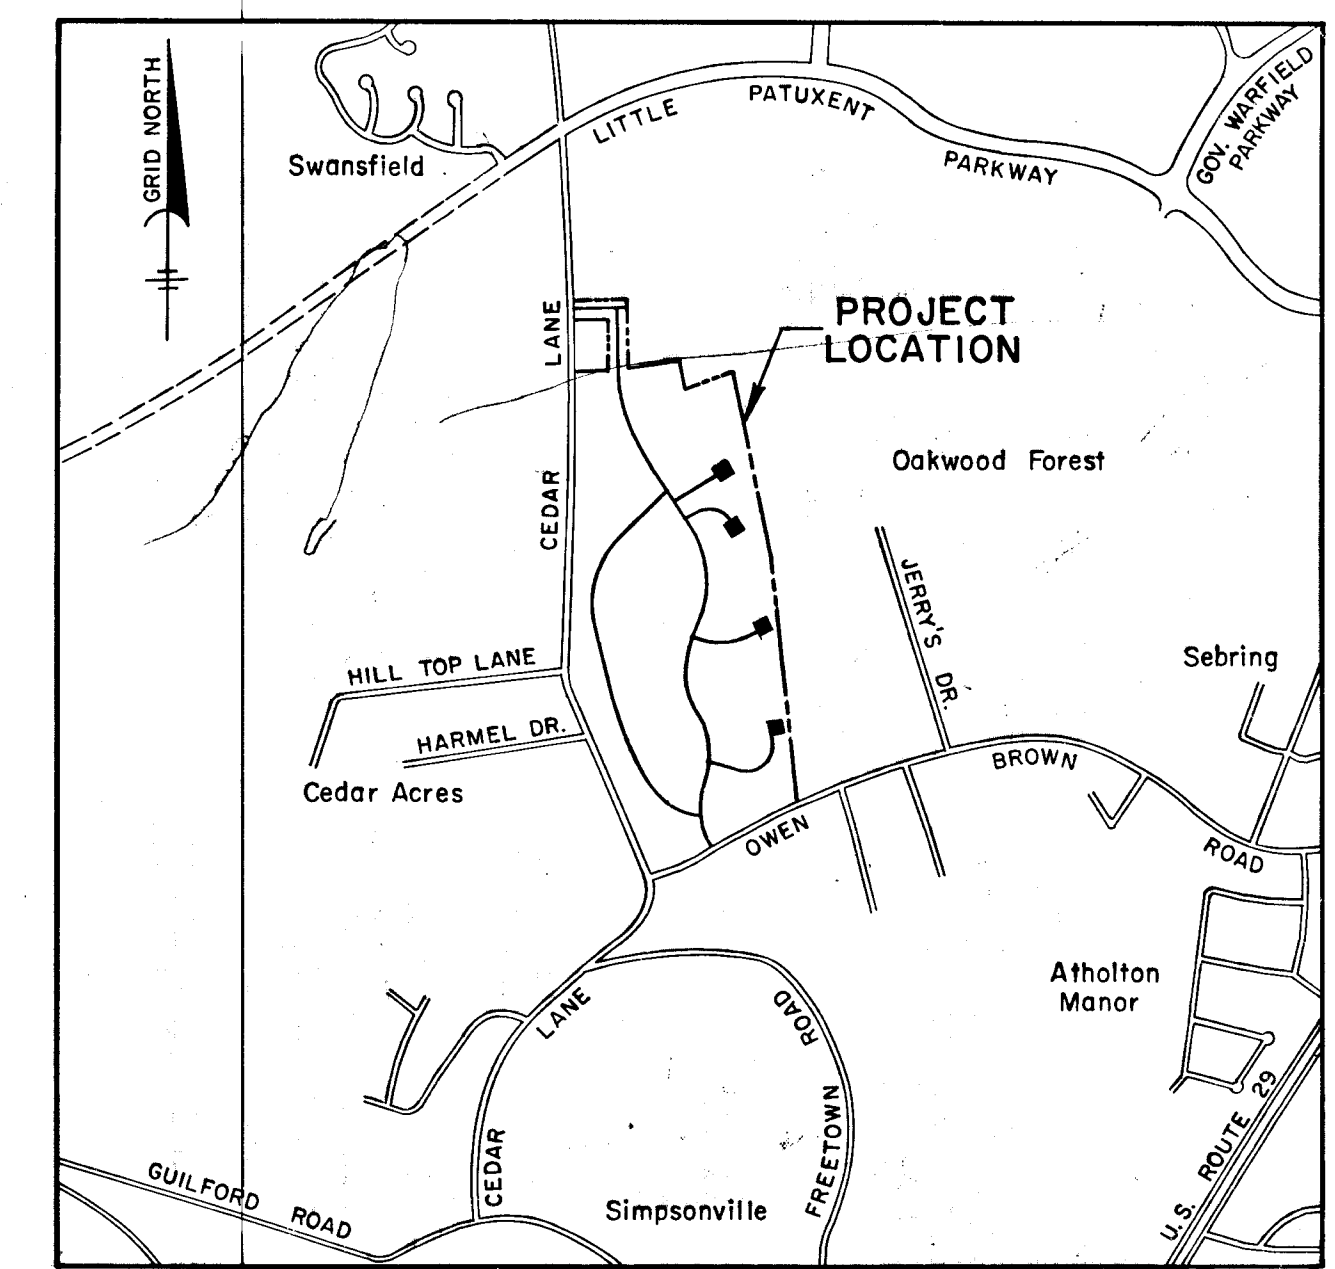 GRID NORTH
Swansfield
LITTLE PATUXENT PARKWAY
GOV. WARFIELD
PARKWAY
PROJECT
LOCATION
CEDAR LANE
Oakwood Forest
JERRY'S DR.
HILL TOP LANE
HARMEL DR.
Cedar Acres
Sebring
OWEN BROWN ROAD
Atholton
Manor
CEDAR LANE
FREETOWN ROAD
Simpsonville
GUILFORD ROAD
U.S. ROUTE 29